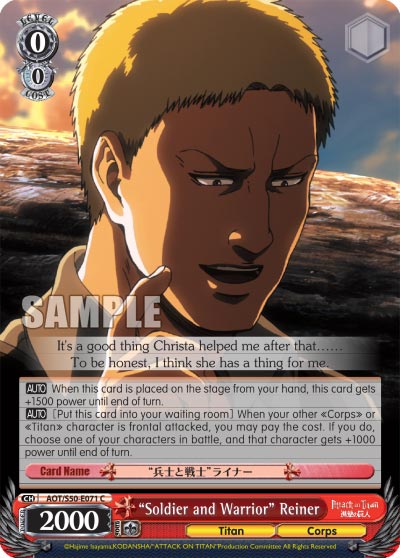 LEVEL
0
0
COST
SAMPLE
It's a good thing Christa helped me after that……
To be honest, I think she has a thing for me.
AUTO When this card is placed on the stage from your hand, this card gets
+1500 power until end of turn.
AUTO [Put this card into your waiting room] When your other «Corps» or
«Titan» character is frontal attacked, you may pay the cost. If you do,
choose one of your characters in battle, and that character gets +1000
power until end of turn.
Card Name “兵士と戦士”ライナー
CH AOT/S50-E071 C
“Soldier and Warrior” Reiner
Attack on Titan
進撃の巨人
POWER
2000
Titan
Corps
©Hajime Isayama,KODANSHA/"ATTACK ON TITAN"Production Committee All Rights Reserved